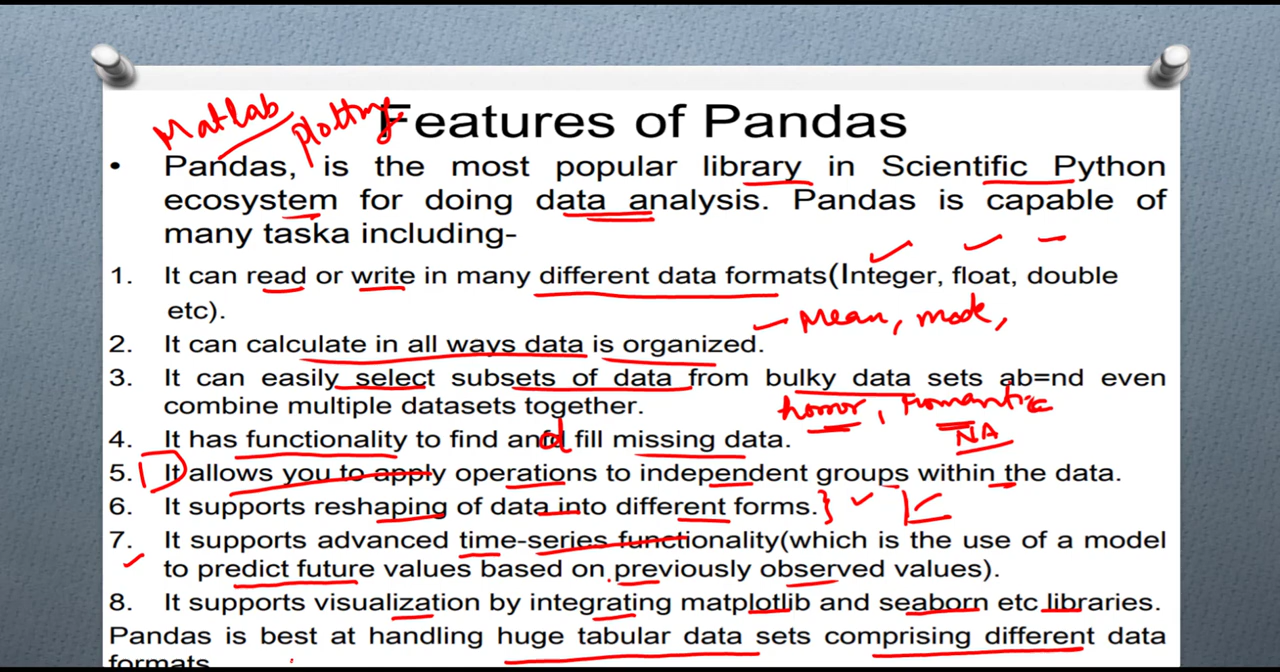 Matlab plotting
Features of Pandas
• Pandas, is the most popular library in Scientific Python
ecosystem for doing data analysis. Pandas is capable of
many taska including-
1. It can read or write in many different data formats(Integer, float, double
etc).
Mean, mode,
2. It can calculate in all ways data is organized.
3. It can easily select subsets of data from bulky data sets ab=nd even
combine multiple datasets together.
horror, romantic
NA
4. It has functionality to find and fill missing data.
5. It allows you to apply operations to independent groups within the data.
6. It supports reshaping of data into different forms.
7. It supports advanced time-series functionality(which is the use of a model
to predict future values based on previously observed values).
8. It supports visualization by integrating matplotlib and seaborn etc libraries.
Pandas is best at handling huge tabular data sets comprising different data
formats